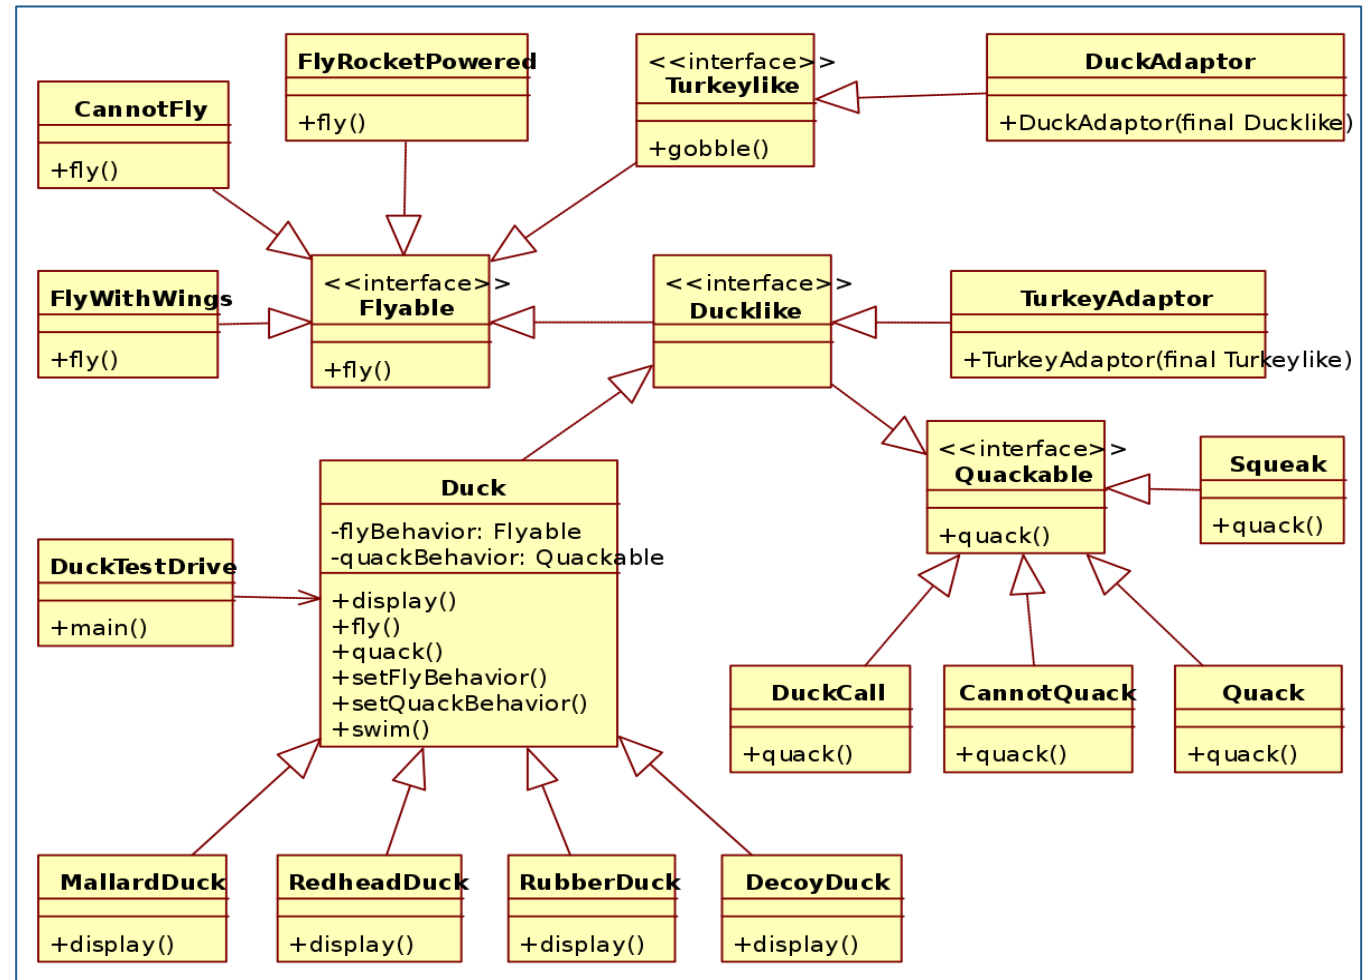 FlyRocketPowered
+fly()
<<interface>>
Turkeylike
+gobble()
DuckAdaptor
+DuckAdaptor(final Ducklike)
CannotFly
+fly()
FlyWithWings
+fly()
<<interface>>
Flyable
+fly()
<<interface>>
Ducklike
TurkeyAdaptor
+TurkeyAdaptor(final Turkeylike)
<<interface>>
Quackable
+quack()
Squeak
+quack()
Duck
-flyBehavior: Flyable
-quackBehavior: Quackable
+display()
+fly()
+quack()
+setFlyBehavior()
+setQuackBehavior()
+swim()
DuckTestDrive
+main()
DuckCall
+quack()
CannotQuack
+quack()
Quack
+quack()
MallardDuck
+display()
RedheadDuck
+display()
RubberDuck
+display()
DecoyDuck
+display()